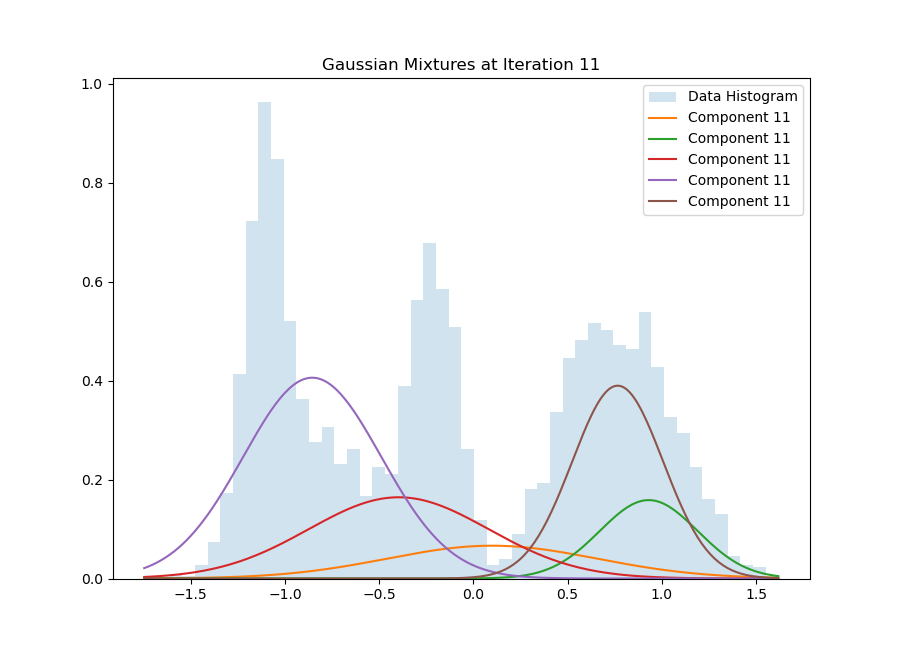 Gaussian Mixtures at Iteration 11
1.0
0.8
0.6
0.4
0.2
0.0
−1.5 −1.0 −0.5 0.0 0.5 1.0 1.5
Data Histogram
Component 11
Component 11
Component 11
Component 11
Component 11